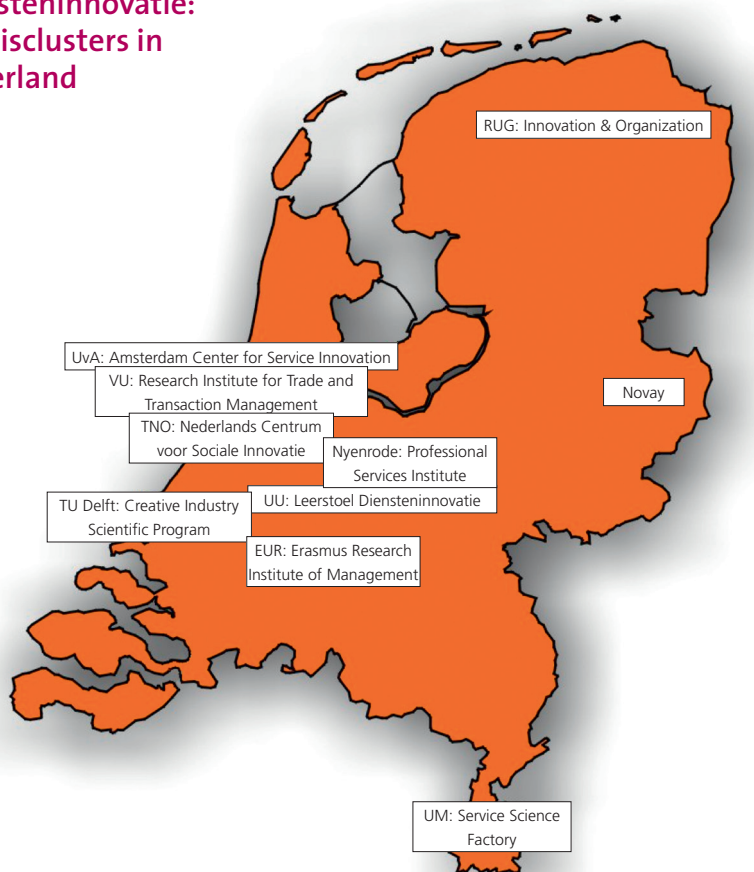 steninnovatie:
isclusters in
erland
RUG: Innovation & Organization
UvA: Amsterdam Center for Service Innovation
VU: Research Institute for Trade and
Transaction Management
TNO: Nederlands Centrum
voor Sociale Innovatie
Novay
Nyenrode: Professional
Services Institute
UU: Leerstoel Diensteninnovatie
TU Delft: Creative Industry
Scientific Program
EUR: Erasmus Research
Institute of Management
UM: Service Science
Factory